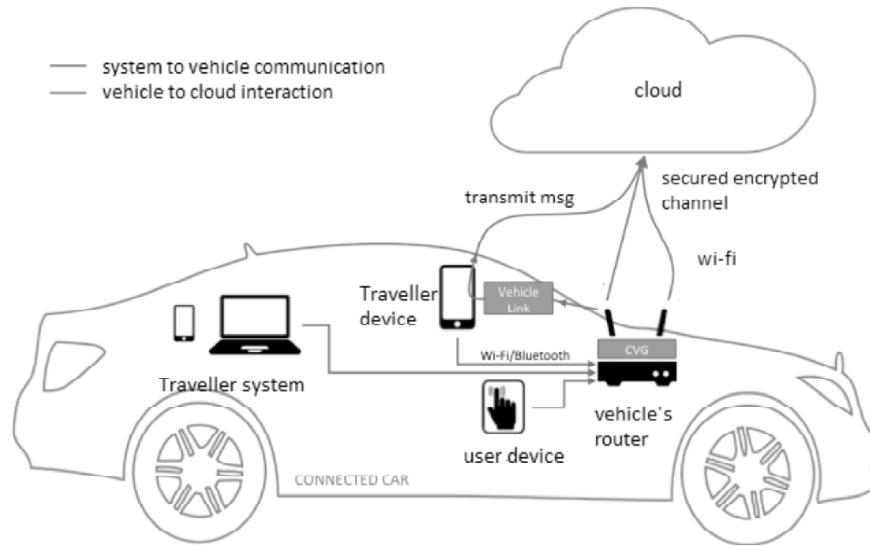 system to vehicle communication
vehicle to cloud interaction
cloud
secured encrypted
channel
transmit msg
wi-fi
Traveller
device
Vehicle
Link
CVG
Wi-Fi/Bluetooth
Traveller system
vehicle's
router
user device
CONNECTED CAR